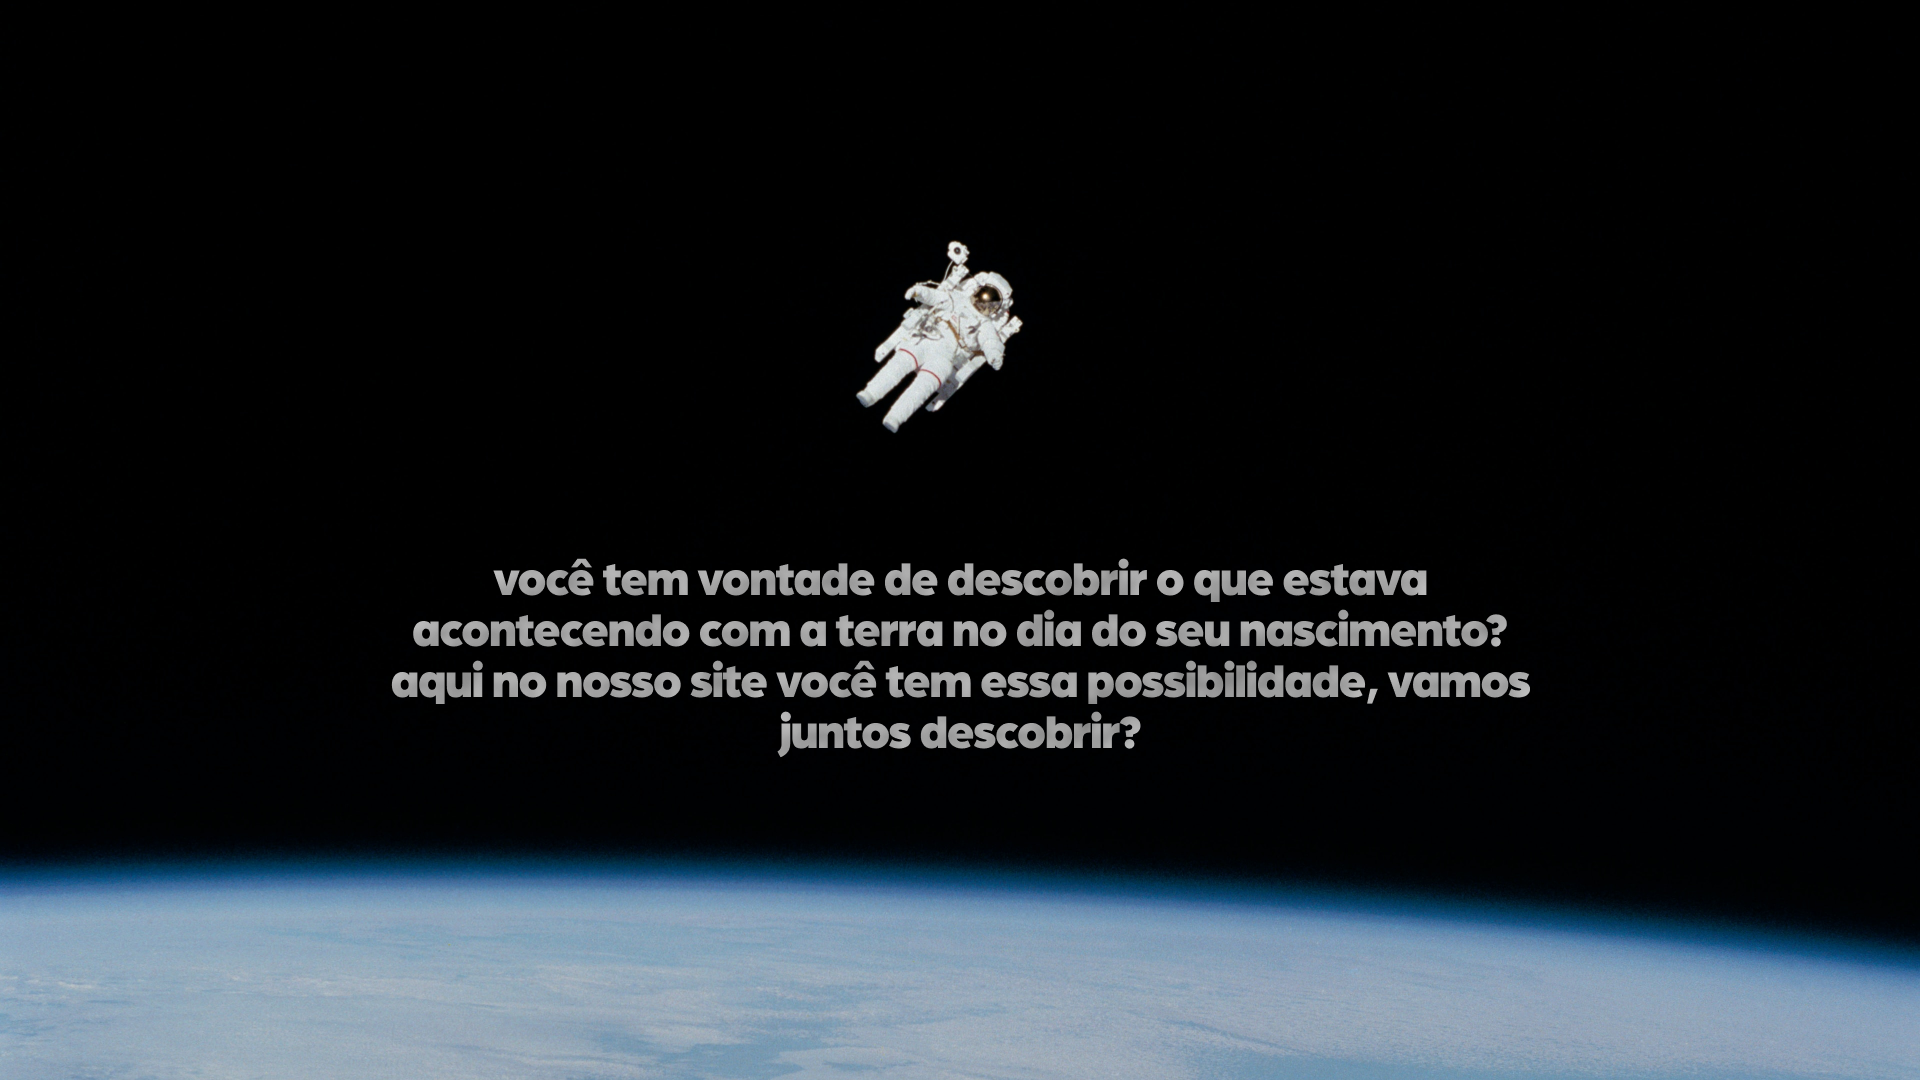 você tem vontade de descobrir o que estava
acontecendo com a terra no dia do seu nascimento?
aqui no nosso site você tem essa possibilidade, vamos
juntos descobrir?